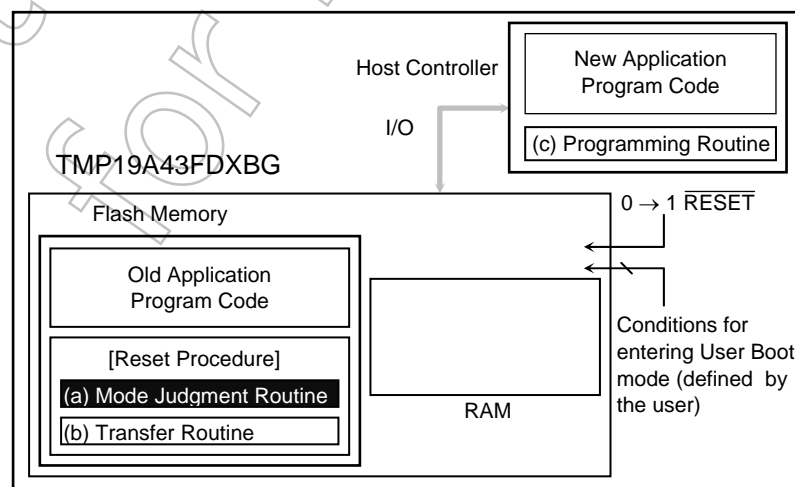 Host Controller
New Application
Program Code
I/O
(c) Programming Routine
TMP19A43FDXBG
Flash Memory
0 → 1 RESET
Old Application
Program Code
[Reset Procedure]
(a) Mode Judgment Routine
(b) Transfer Routine
RAM
Conditions for
entering User Boot
mode (defined by
the user)
for